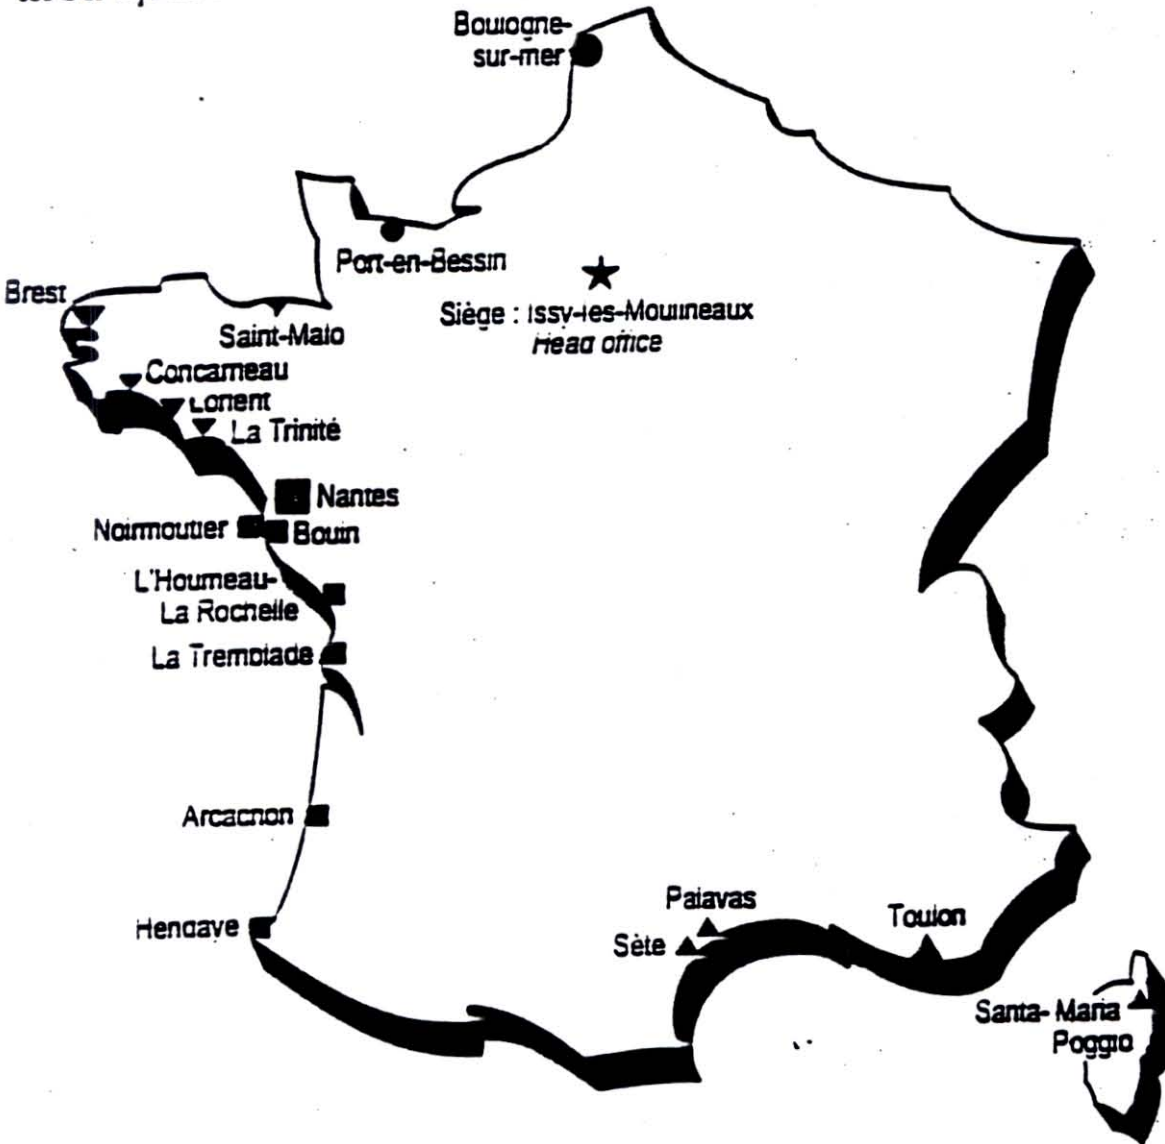 Boulogne-
sur-mer
Port-en-Bessin
Brest
Siège : Issy-les-Moulineaux
Head office
Saint-Malo
Concarneau
Lorient
La Trinité
Nantes
Noirmoutier
Bouin
L'Houmeau-
La Rochelle
La Tremblade
Arcachon
Hendaye
Palavas
Toulon
Sète
Santa-Maria
Poggio